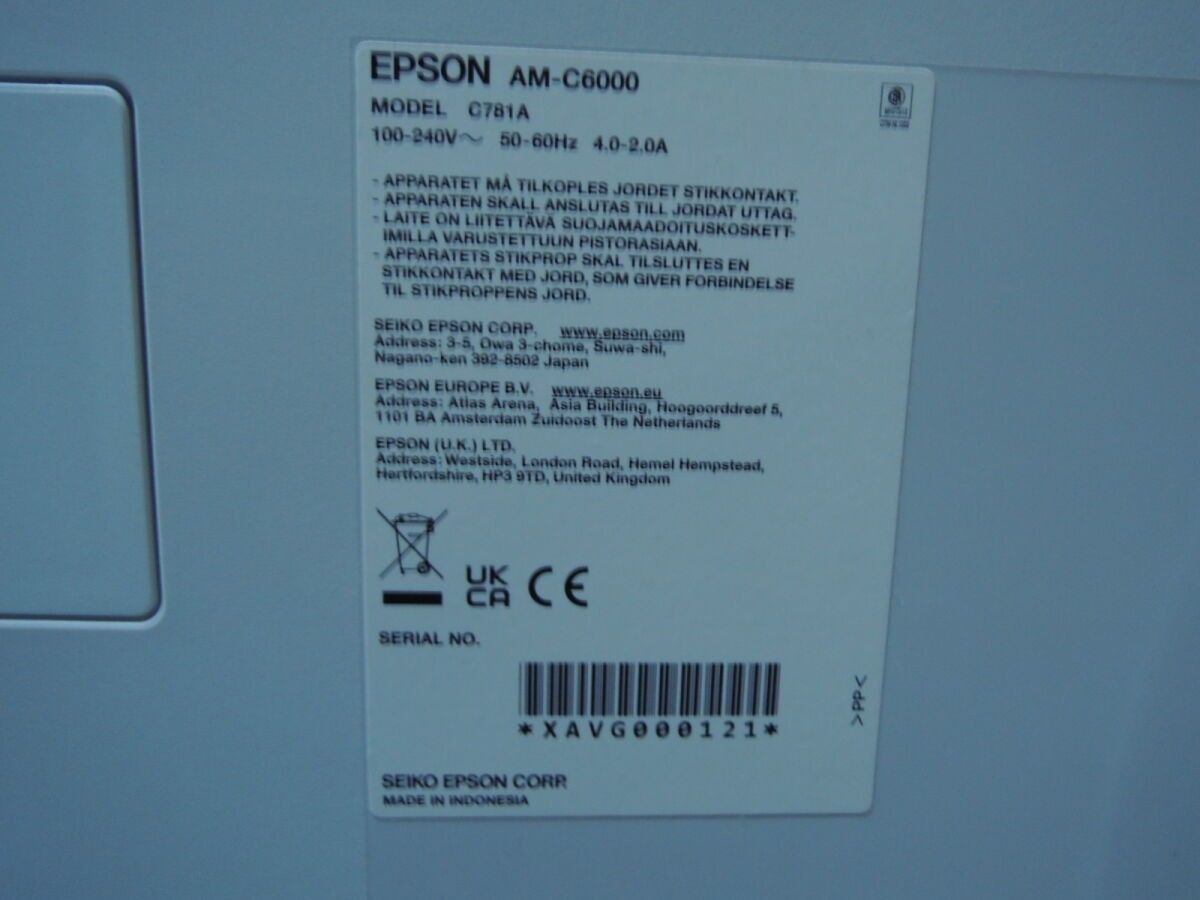 EPSON AM-C6000
MODEL C781A
100-240V～ 50-60Hz 4.0-2.0A
- APPARATET MÅ TILKOPLES JORDET STIKKONTAKT.
- APPARATEN SKALL ANSLUTAS TILL JORDAT UTTAG.
- LAITE ON LIITETTÄVÄ SUOJAMAADOITUSKOSKETT-
IMILLA VARUSTETTUUN PISTORASIAAN.
- APPARATETS STIKPROP SKAL TILSLUTTES EN
STIKKONTAKT MED JORD, SOM GIVER FORBINDELSE
TIL STIKPROPPENS JORD.
SEIKO EPSON CORP. www.epson.com
Address: 3-5, Owa 3-chome, Suwa-shi,
Nagano-ken 392-8502 Japan
EPSON EUROPE B.V. www.epson.eu
Address: Atlas Arena, Asia Building, Hoogoorddreef 5,
1101 BA Amsterdam Zuidoost The Netherlands
EPSON (U.K.) LTD.
Address: Westside, London Road, Hemel Hempstead,
Hertfordshire, HP3 9TD, United Kingdom
UK
CA CE
SERIAL NO.
*XAVG000121*
>PP<
SEIKO EPSON CORP.
MADE IN INDONESIA